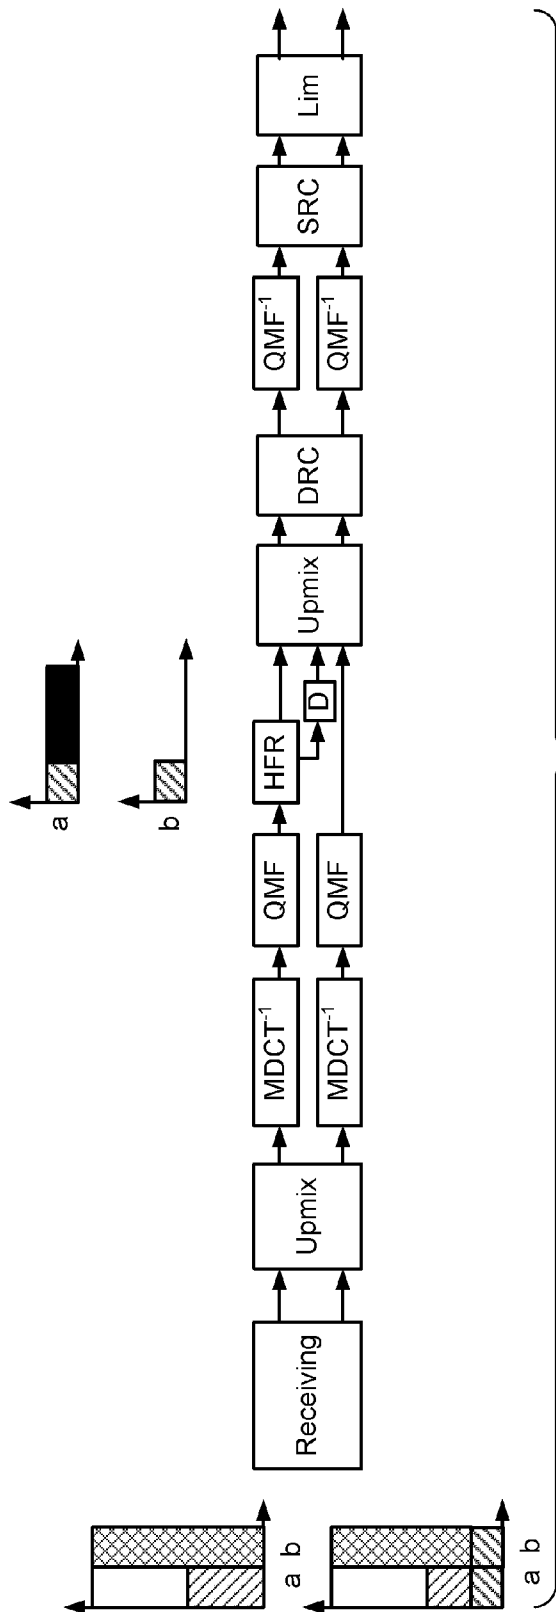 a
b
Receiving
Upmix
MDCT⁻¹
QMF
HFR
D
Upmix
DRC
QMF⁻¹
SRC
Lim
MDCT⁻¹
QMF
QMF⁻¹
a b
a b